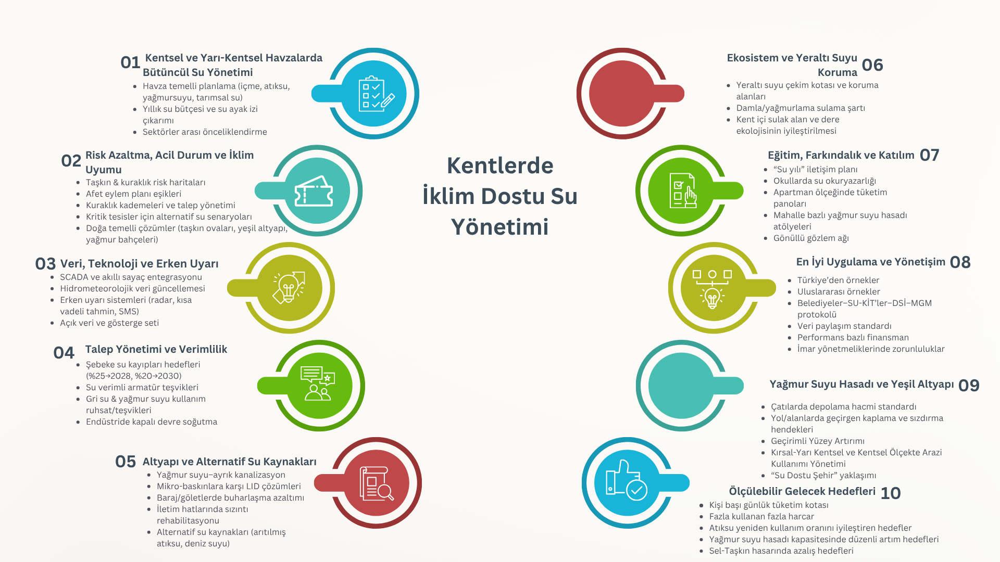 Kentlerde
İklim Dostu Su
Yönetimi
01
Kentsel ve Yarı-Kentsel Havzalarda
Bütüncül Su Yönetimi
• Havza temelli planlama (içme, atıksu,
yağmursuyu, tarımsal su)
• Yıllık su bütçesi ve su ayak izi
çıkarımı
• Sektörler arası önceliklendirme
02
Risk Azaltma, Acil Durum ve İklim
Uyumu
• Taşkın & kuraklık risk haritaları
• Afet eylem planı eşikleri
• Kuraklık kademeleri ve talep yönetimi
• Kritik tesisler için alternatif su senaryoları
• Doğa temelli çözümler (taşkın ovaları, yeşil altyapı,
yağmur bahçeleri)
03
Veri, Teknoloji ve Erken Uyarı
• SCADA ve akıllı sayaç entegrasyonu
• Hidrometeorolojik veri güncellemesi
• Erken uyarı sistemleri (radar, kısa
vadeli tahmin, SMS)
• Açık veri ve gösterge seti
04
Talep Yönetimi ve Verimlilik
• Şebeke su kayıpları hedefleri
(%25→2028, %20→2030)
• Su verimli armatür teşvikleri
• Gri su & yağmur suyu kullanım
ruhsat/teşvikleri
• Endüstride kapalı devre soğutma
05
Altyapı ve Alternatif Su Kaynakları
• Yağmur suyu–ayrık kanalizasyon
• Mikro-baskınlara karşı LID çözümleri
• Baraj/göletlerde buharlaşma azaltımı
• İletim hatlarında sızıntı
rehabilitasyonu
• Alternatif su kaynakları (arıtılmış
atıksu, deniz suyu)
Ekosistem ve Yeraltı Suyu
Koruma
06
• Yeraltı suyu çekim kotası ve koruma
alanları
• Damla/yağmurlama sulama şartı
• Kent içi sulak alan ve dere
ekolojisinin iyileştirilmesi
Eğitim, Farkındalık ve Katılım
07
• “Su yılı” iletişim planı
• Okullarda su okuryazarlığı
• Apartman ölçeğinde tüketim
panoları
• Mahalle bazlı yağmur suyu hasadı
atölyeleri
• Gönüllü gözlem ağı
En İyi Uygulama ve Yönetişim
08
• Türkiye’den örnekler
• Uluslararası örnekler
• Belediyeler–SU-KİT’ler–DSİ–MGM
protokolü
• Veri paylaşım standardı
• Performans bazlı finansman
• İmar yönetmeliklerinde zorunluluklar
Yağmur Suyu Hasadı ve Yeşil Altyapı
09
• Çatılarda depolama hacmi standardı
• Yol/alanlarda geçirgen kaplama ve sızdırma
hendekleri
• Geçirimli Yüzey Artırımı
• Kırsal-Yarı Kentsel ve Kentsel Ölçekte Arazi
Kullanımı Yönetimi
• “Su Dostu Şehir” yaklaşımı
Ölçülebilir Gelecek Hedefleri
10
• Kişi başı günlük tüketim kotası
• Fazla kullanan fazla harcar
• Atıksu yeniden kullanım oranını iyileştiren hedefler
• Yağmur suyu hasadı kapasitesinde düzenli artım hedefleri
• Sel-Taşkın hasarında azalış hedefleri